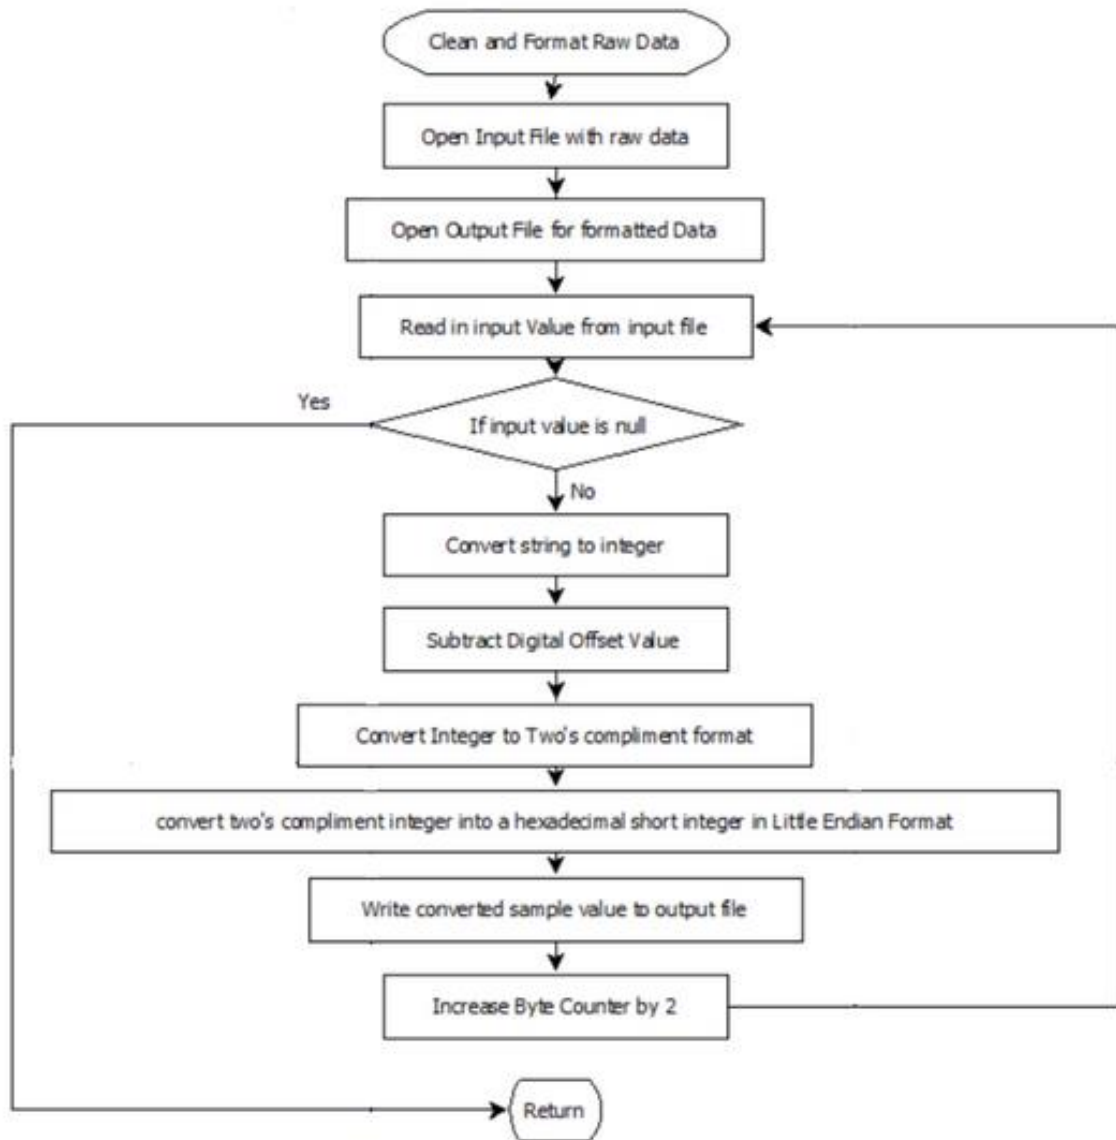 Clean and Format Raw Data
Open Input File with raw data
Open Output File for formatted Data
Read in input Value from input file
Yes
If input value is null
No
Convert string to integer
Subtract Digital Offset Value
Convert Integer to Two's compliment format
convert two's compliment integer into a hexadecimal short integer in Little Endian Format
Write converted sample value to output file
Increase Byte Counter by 2
Return